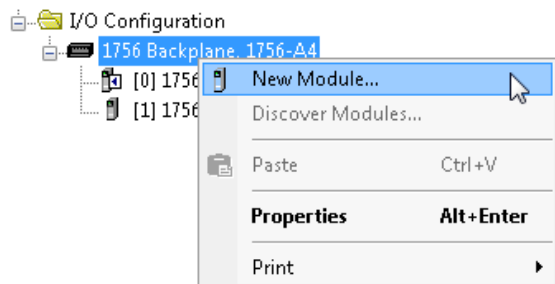 I/O Configuration
1756 Backplane, 1756-A4
[0] 1756
[1] 1756
New Module...
Discover Modules...
Paste Ctrl+V
Properties Alt+Enter
Print